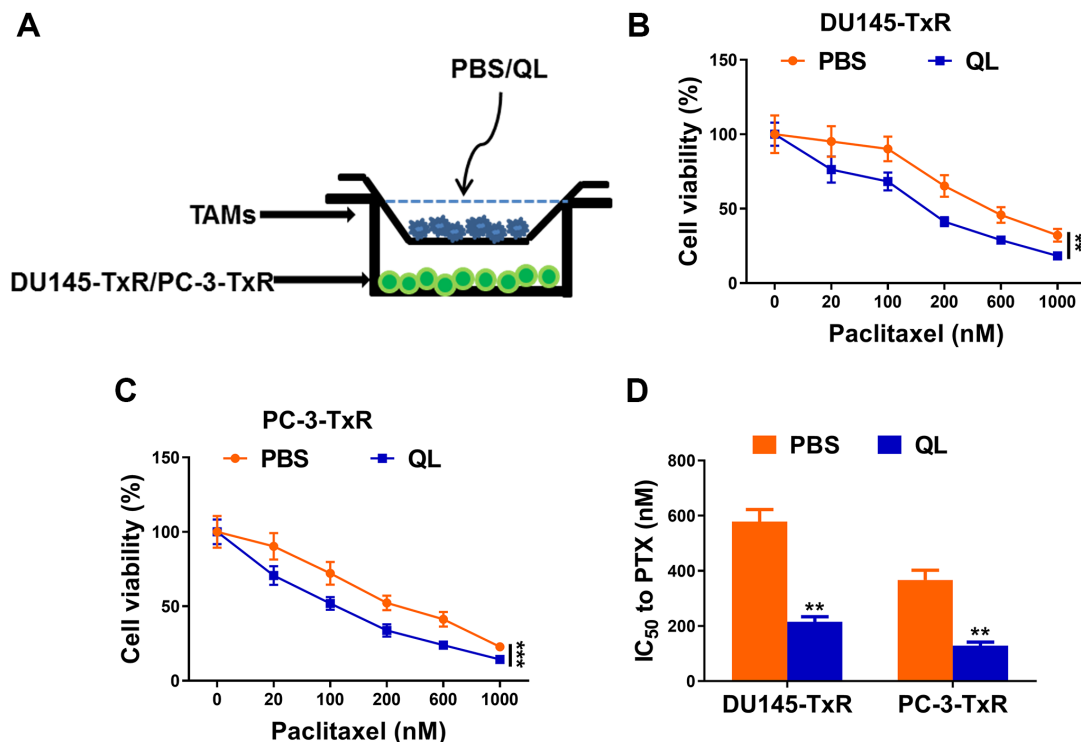 A
PBS/QL
TAMs
DU145-TxR/PC-3-TxR
B
DU145-TxR
PBS QL
Cell viability (%)
150
100
50
0
0 20 100 200 600 1000
Paclitaxel (nM)
**
C
PC-3-TxR
PBS QL
Cell viability (%)
150
100
50
0
0 20 100 200 600 1000
Paclitaxel (nM)
***
D
PBS QL
IC50 to PTX (nM)
800
600
400
200
0
** **
DU145-TxR PC-3-TxR